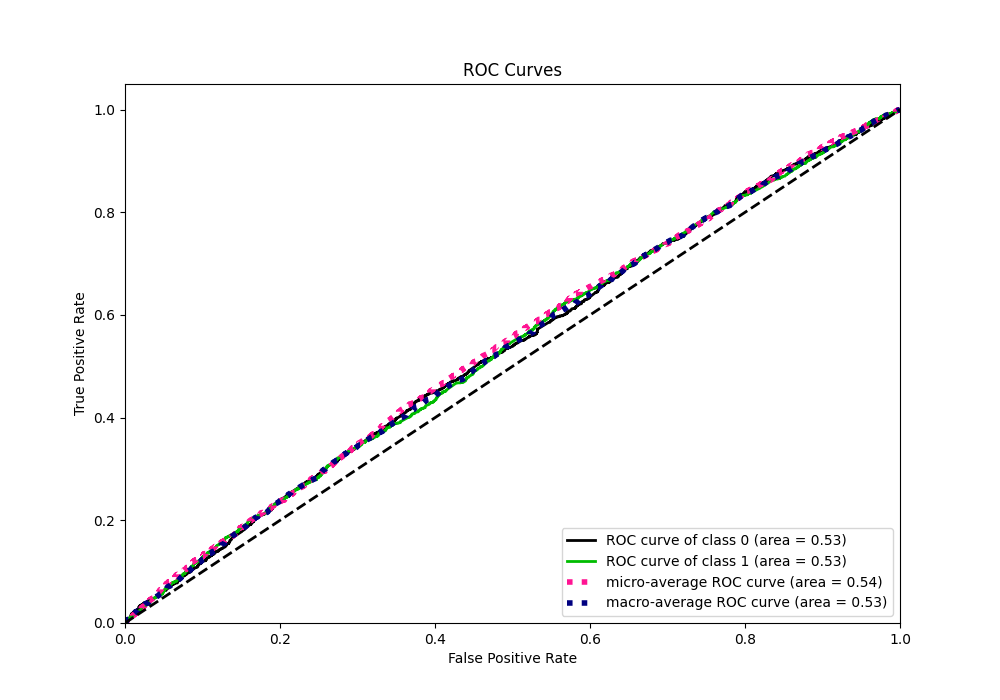 ROC Curves
True Positive Rate
1.0
0.8
0.6
0.4
0.2
0.0
ROC curve of class 0 (area = 0.53)
ROC curve of class 1 (area = 0.53)
micro-average ROC curve (area = 0.54)
macro-average ROC curve (area = 0.53)
0.0 0.2 0.4 0.6 0.8 1.0
False Positive Rate